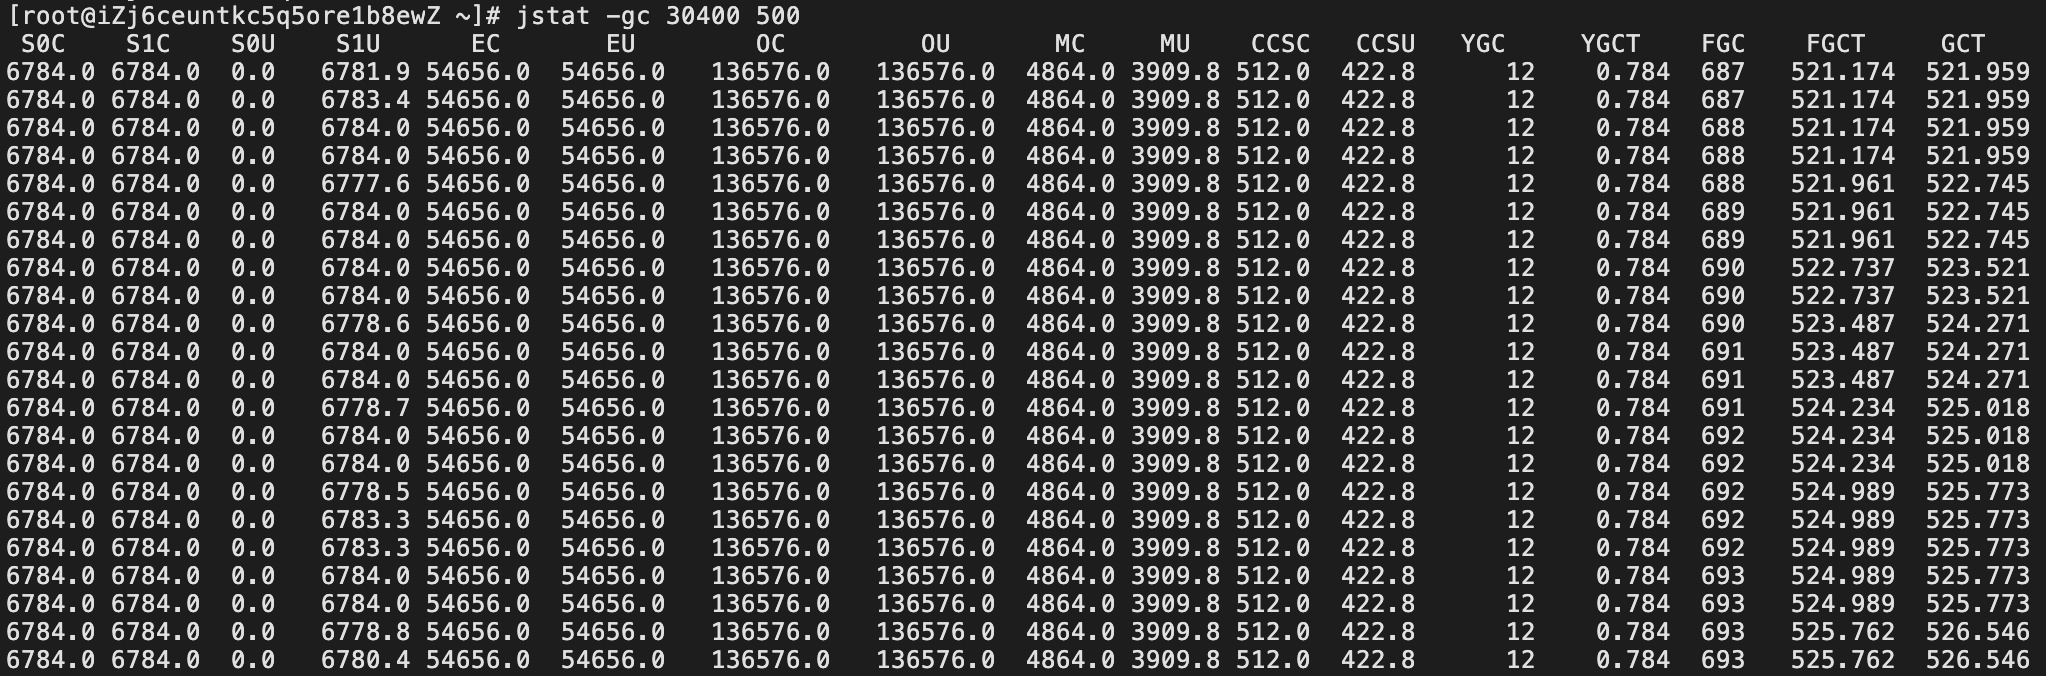 [root@iZj6ceuntkc5q5ore1b8ewZ ~]# jstat -gc 30400 500
S0C S1C S0U S1U EC EU OC OU MC MU CCSC CCSU YGC YGCT FGC FGCT GCT
6784.0 6784.0 0.0 6781.9 54656.0 54656.0 136576.0 136576.0 4864.0 3909.8 512.0 422.8 12 0.784 687 521.174 521.959
6784.0 6784.0 0.0 6783.4 54656.0 54656.0 136576.0 136576.0 4864.0 3909.8 512.0 422.8 12 0.784 687 521.174 521.959
6784.0 6784.0 0.0 6784.0 54656.0 54656.0 136576.0 136576.0 4864.0 3909.8 512.0 422.8 12 0.784 688 521.174 521.959
6784.0 6784.0 0.0 6784.0 54656.0 54656.0 136576.0 136576.0 4864.0 3909.8 512.0 422.8 12 0.784 688 521.174 521.959
6784.0 6784.0 0.0 6777.6 54656.0 54656.0 136576.0 136576.0 4864.0 3909.8 512.0 422.8 12 0.784 688 521.961 522.745
6784.0 6784.0 0.0 6784.0 54656.0 54656.0 136576.0 136576.0 4864.0 3909.8 512.0 422.8 12 0.784 689 521.961 522.745
6784.0 6784.0 0.0 6784.0 54656.0 54656.0 136576.0 136576.0 4864.0 3909.8 512.0 422.8 12 0.784 689 521.961 522.745
6784.0 6784.0 0.0 6784.0 54656.0 54656.0 136576.0 136576.0 4864.0 3909.8 512.0 422.8 12 0.784 690 522.737 523.521
6784.0 6784.0 0.0 6784.0 54656.0 54656.0 136576.0 136576.0 4864.0 3909.8 512.0 422.8 12 0.784 690 522.737 523.521
6784.0 6784.0 0.0 6778.6 54656.0 54656.0 136576.0 136576.0 4864.0 3909.8 512.0 422.8 12 0.784 690 523.487 524.271
6784.0 6784.0 0.0 6784.0 54656.0 54656.0 136576.0 136576.0 4864.0 3909.8 512.0 422.8 12 0.784 691 523.487 524.271
6784.0 6784.0 0.0 6784.0 54656.0 54656.0 136576.0 136576.0 4864.0 3909.8 512.0 422.8 12 0.784 691 523.487 524.271
6784.0 6784.0 0.0 6778.7 54656.0 54656.0 136576.0 136576.0 4864.0 3909.8 512.0 422.8 12 0.784 691 524.234 525.018
6784.0 6784.0 0.0 6784.0 54656.0 54656.0 136576.0 136576.0 4864.0 3909.8 512.0 422.8 12 0.784 692 524.234 525.018
6784.0 6784.0 0.0 6784.0 54656.0 54656.0 136576.0 136576.0 4864.0 3909.8 512.0 422.8 12 0.784 692 524.234 525.018
6784.0 6784.0 0.0 6778.5 54656.0 54656.0 136576.0 136576.0 4864.0 3909.8 512.0 422.8 12 0.784 692 524.989 525.773
6784.0 6784.0 0.0 6783.3 54656.0 54656.0 136576.0 136576.0 4864.0 3909.8 512.0 422.8 12 0.784 692 524.989 525.773
6784.0 6784.0 0.0 6783.3 54656.0 54656.0 136576.0 136576.0 4864.0 3909.8 512.0 422.8 12 0.784 692 524.989 525.773
6784.0 6784.0 0.0 6784.0 54656.0 54656.0 136576.0 136576.0 4864.0 3909.8 512.0 422.8 12 0.784 693 524.989 525.773
6784.0 6784.0 0.0 6784.0 54656.0 54656.0 136576.0 136576.0 4864.0 3909.8 512.0 422.8 12 0.784 693 524.989 525.773
6784.0 6784.0 0.0 6778.8 54656.0 54656.0 136576.0 136576.0 4864.0 3909.8 512.0 422.8 12 0.784 693 525.762 526.546
6784.0 6784.0 0.0 6780.4 54656.0 54656.0 136576.0 136576.0 4864.0 3909.8 512.0 422.8 12 0.784 693 525.762 526.546